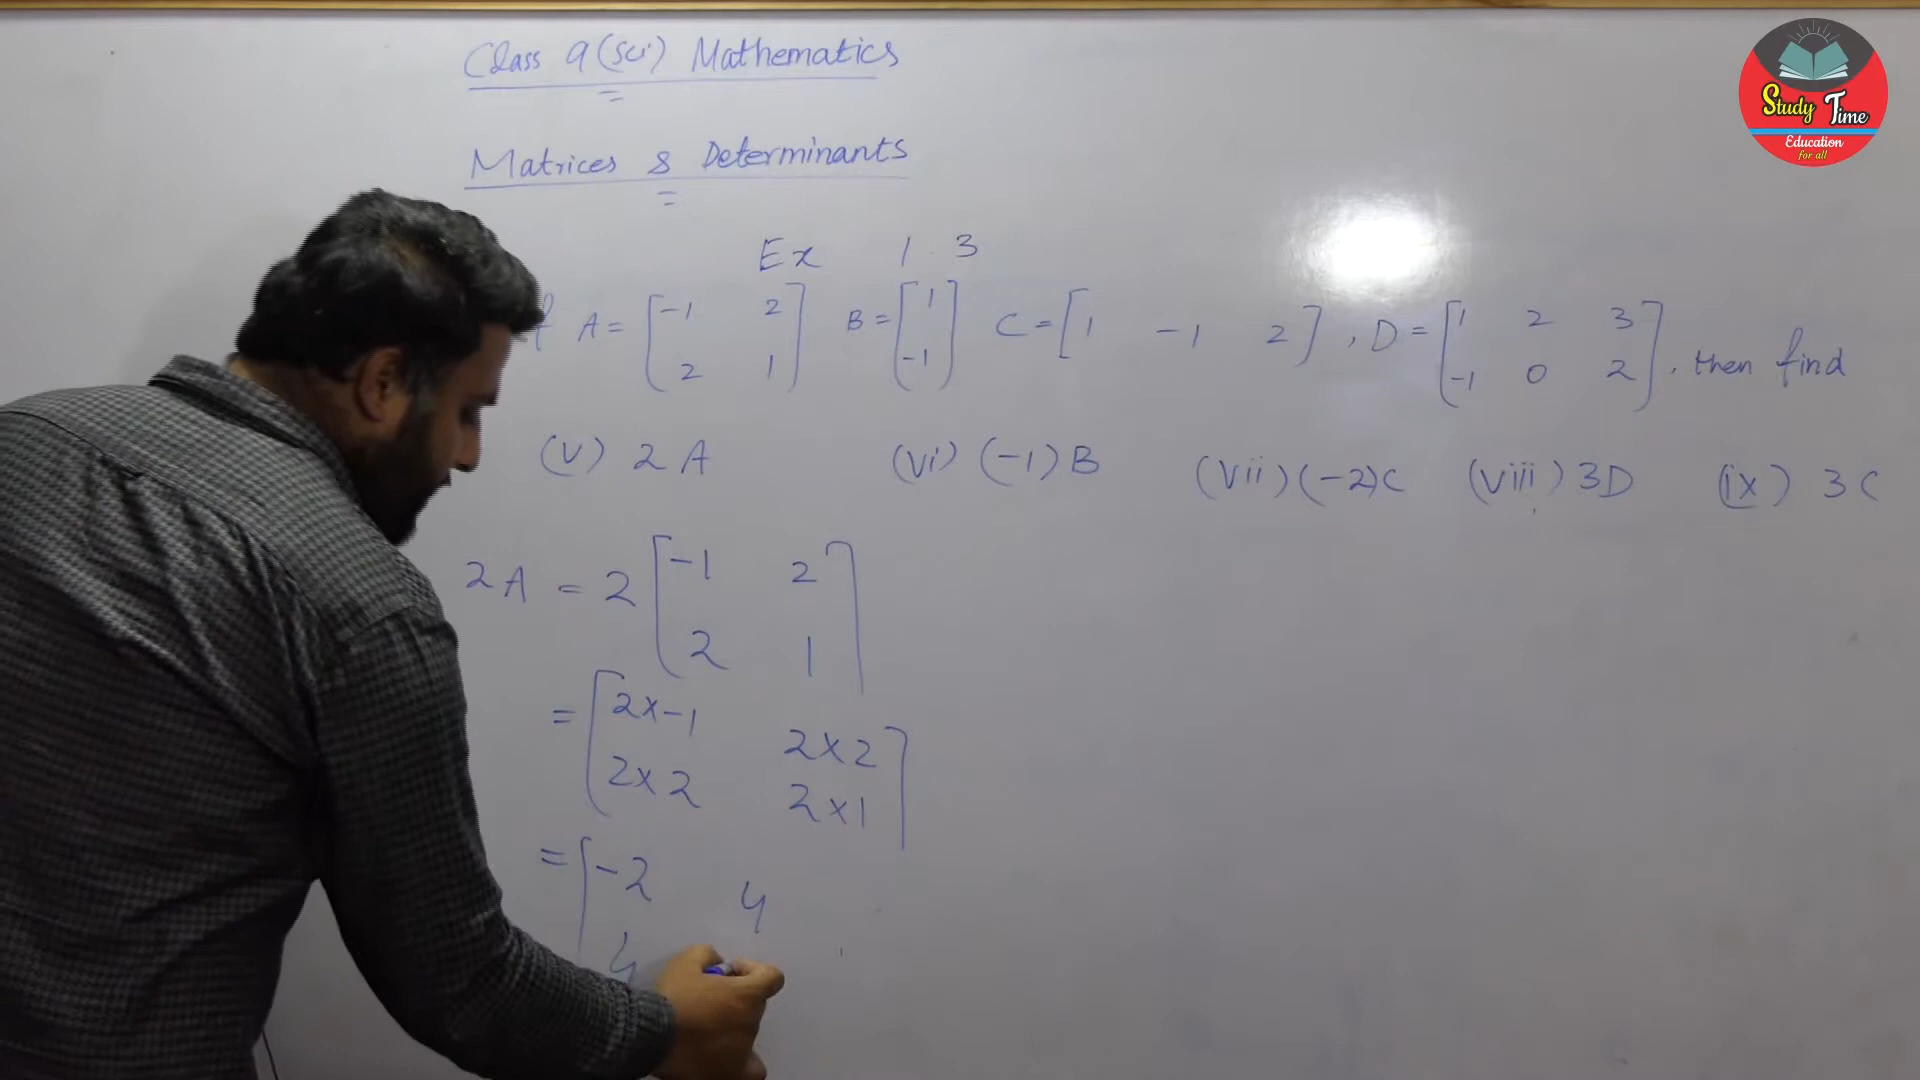 Class 9 (sci) Mathematics
Matrices & Determinants
Ex 1.3
A = [-1 2 B = [1 C = [1 -1 2], D = [1 2 3
2 1] -1] -1 0 2], then find
(v) 2A (vi) (-1)B (vii) (-2)C (viii) 3D (ix) 3C
2A = 2 [-1 2
2 1]
= [2x-1 2x2
2x2 2x1]
= [-2 4
4
Study Time
Education
for all